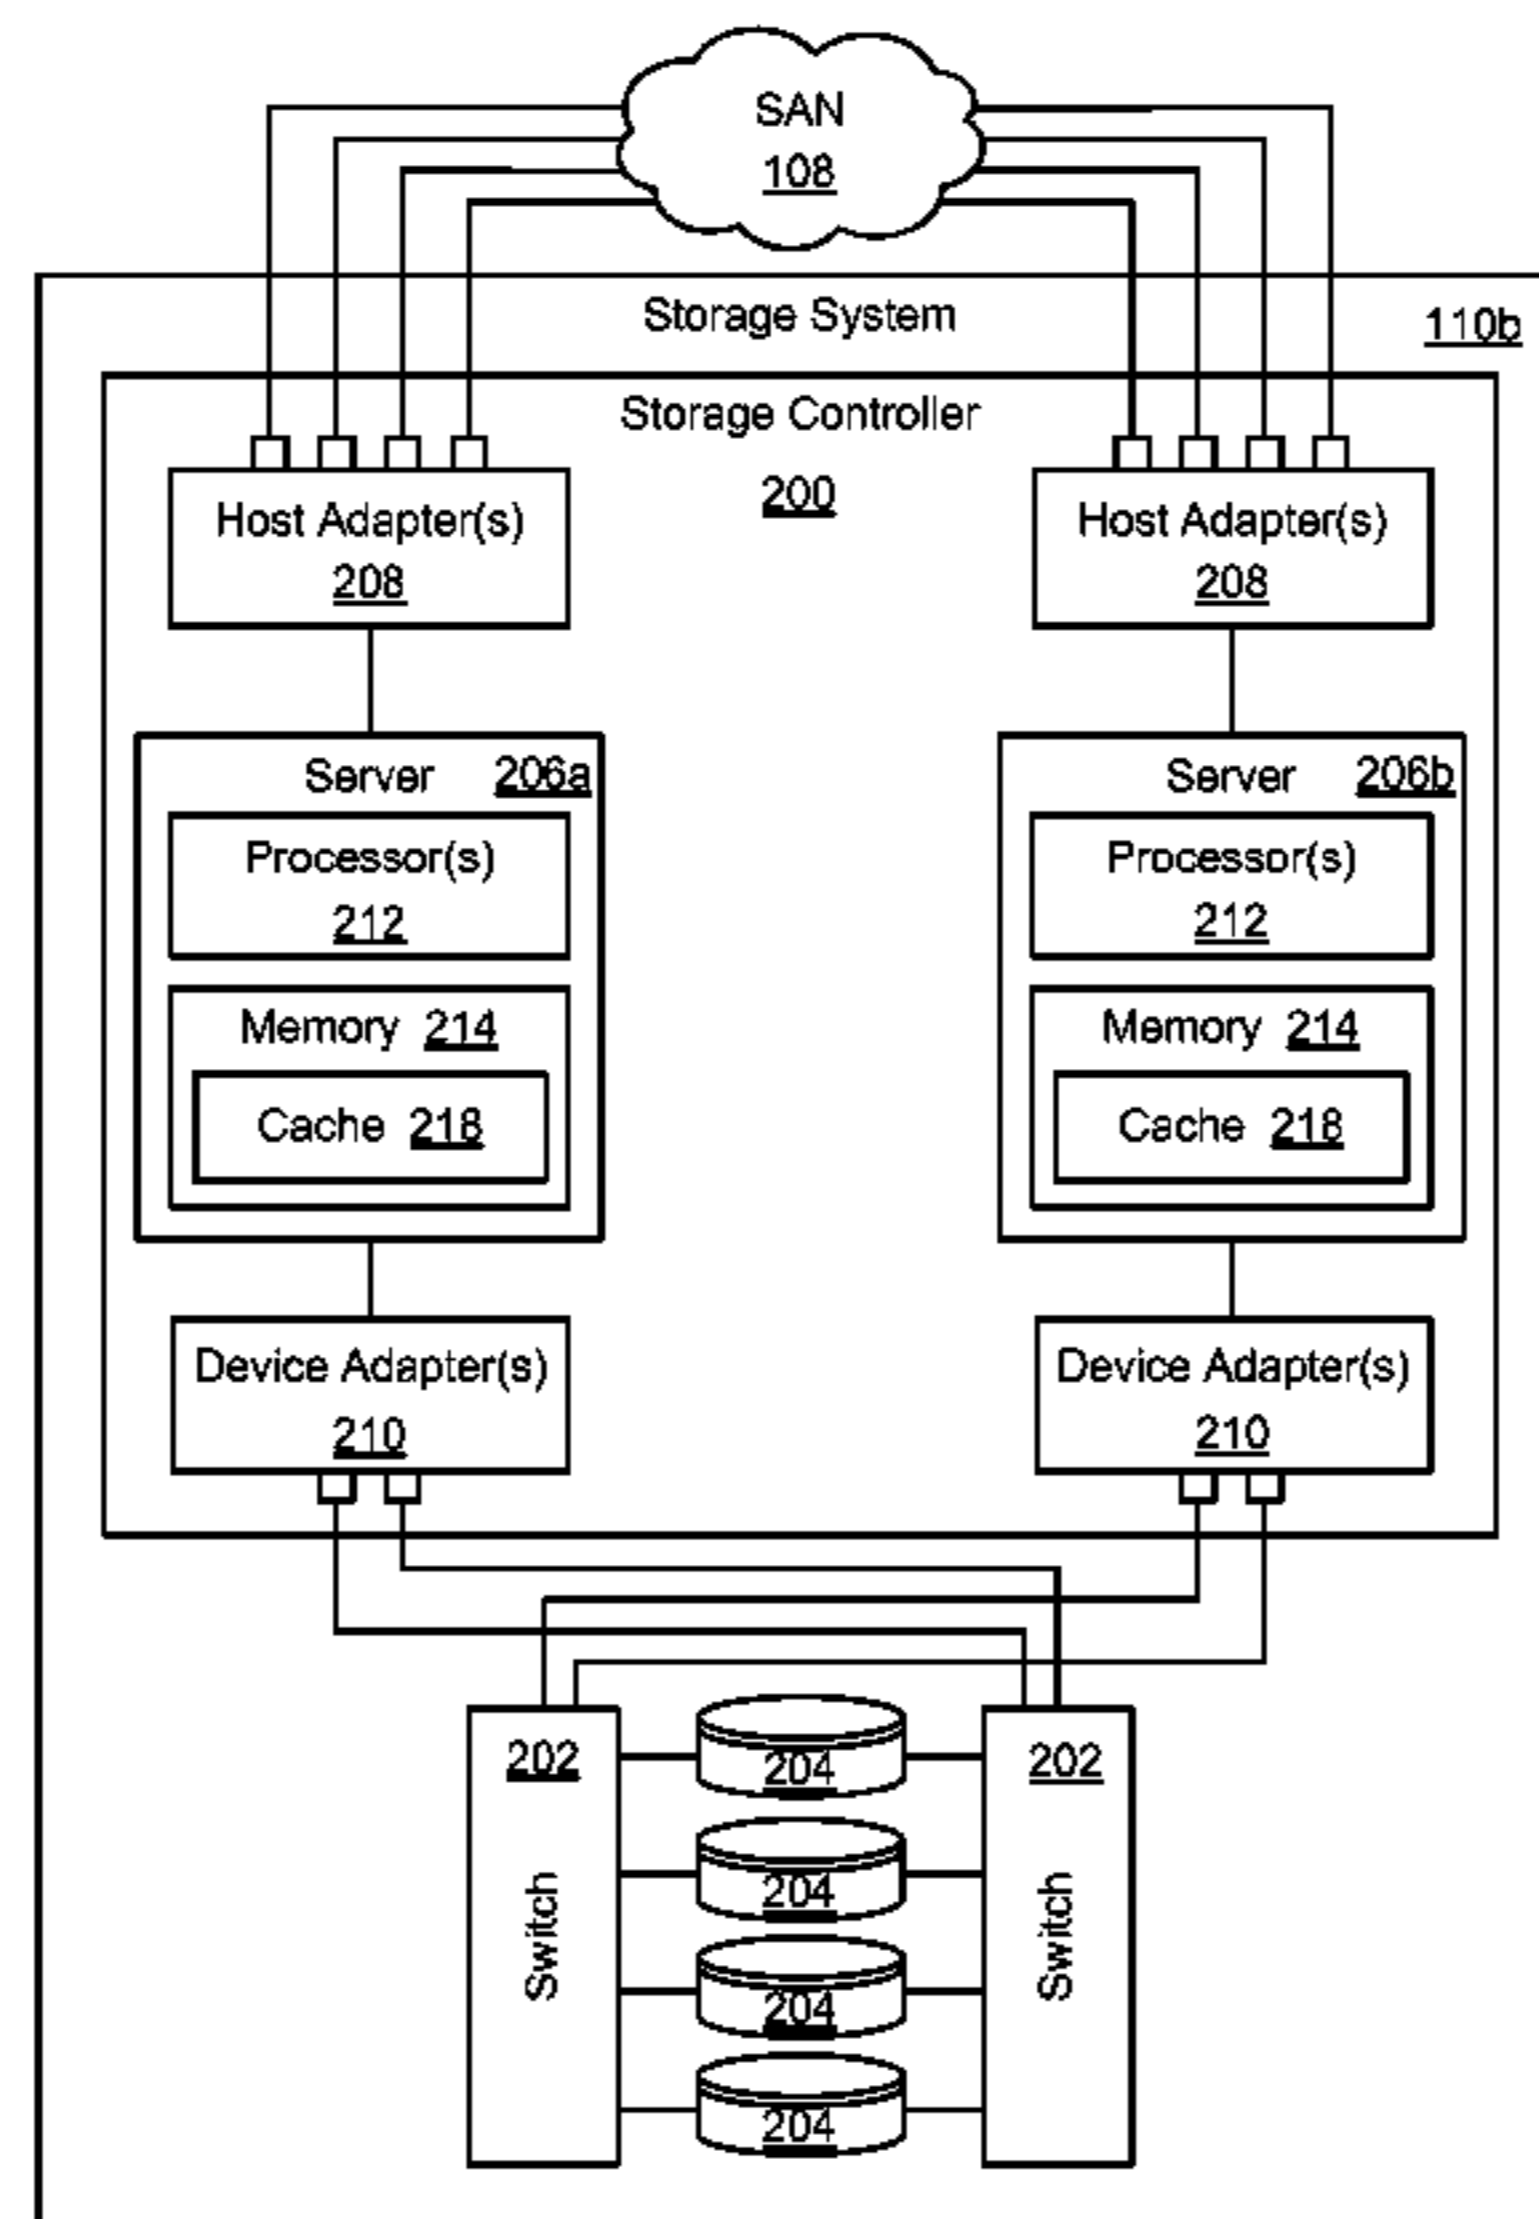 SAN
108
Storage System
110b
Storage Controller
200
Host Adapter(s)
208
Host Adapter(s)
208
Server 206a
Processor(s)
212
Memory 214
Cache 218
Server 206b
Processor(s)
212
Memory 214
Cache 218
Device Adapter(s)
210
Device Adapter(s)
210
202
Switch
204
204
204
204
202
Switch